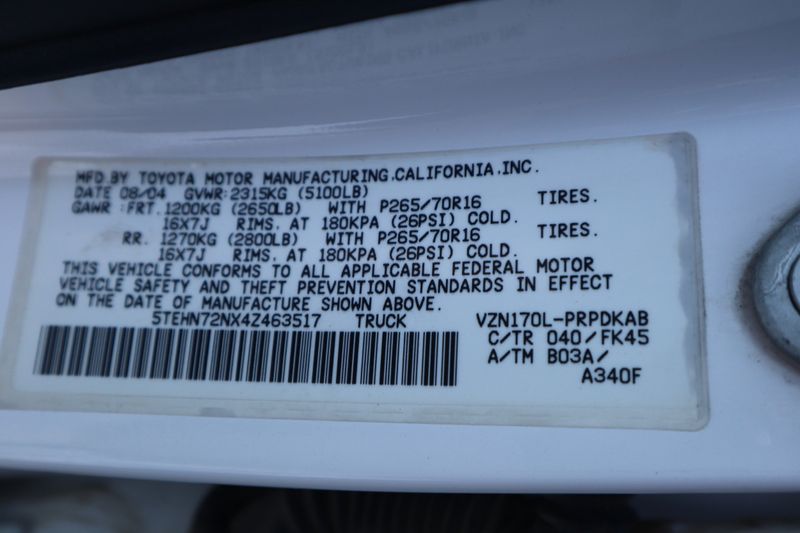 MFD.BY TOYOTA MOTOR MANUFACTURING.CALIFORNIA.INC.
DATE 08/04 GVWR:2315KG (5100LB)
GAWR :FRT.1200KG (2650LB) WITH P265/70R16 TIRES.
16X7J RIMS. AT 180KPA (26PSI) COLD.
RR. 1270KG (2800LB) WITH P265/70R16 TIRES.
16X7J RIMS. AT 180KPA (26PSI) COLD.
THIS VEHICLE CONFORMS TO ALL APPLICABLE FEDERAL MOTOR
VEHICLE SAFETY AND THEFT PREVENTION STANDARDS IN EFFECT
ON THE DATE OF MANUFACTURE SHOWN ABOVE.
5TEHN72NX4Z463517 TRUCK VZN170L-PRPDKAB
C/TR 040/FK45
A/TM B03A/
A340F